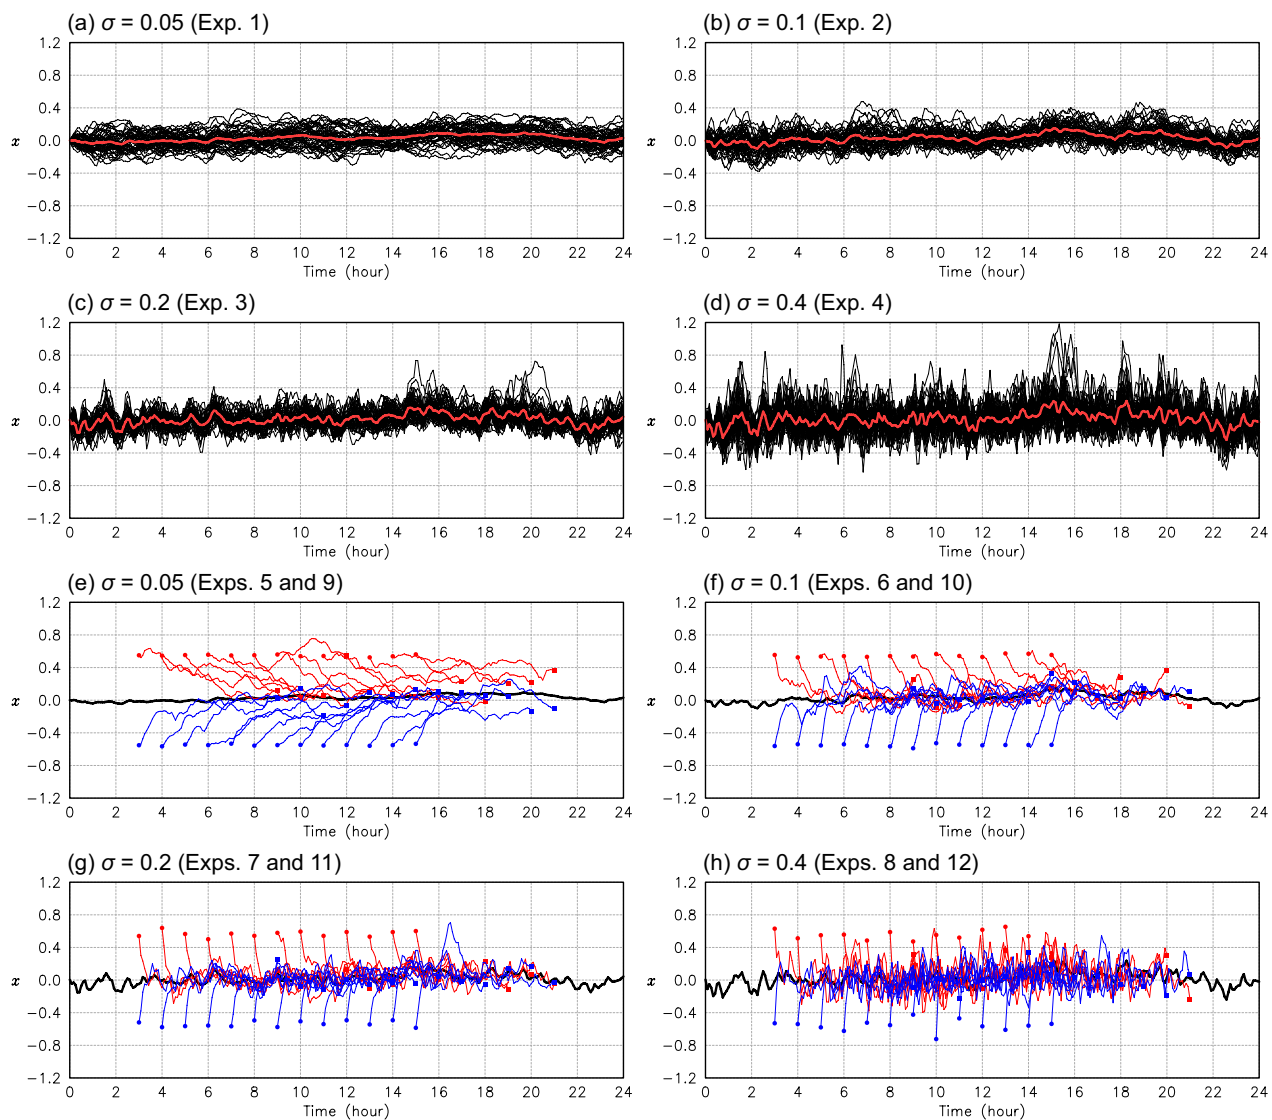 (a) σ = 0.05 (Exp. 1)
(b) σ = 0.1 (Exp. 2)
1.2
0.8
0.4
0.0
−0.4
−0.8
−1.2
x
0 2 4 6 8 10 12 14 16 18 20 22 24
Time (hour)
1.2
0.8
0.4
0.0
−0.4
−0.8
−1.2
x
0 2 4 6 8 10 12 14 16 18 20 22 24
Time (hour)
(c) σ = 0.2 (Exp. 3)
(d) σ = 0.4 (Exp. 4)
1.2
0.8
0.4
0.0
−0.4
−0.8
−1.2
x
0 2 4 6 8 10 12 14 16 18 20 22 24
Time (hour)
1.2
0.8
0.4
0.0
−0.4
−0.8
−1.2
x
0 2 4 6 8 10 12 14 16 18 20 22 24
Time (hour)
(e) σ = 0.05 (Exps. 5 and 9)
(f) σ = 0.1 (Exps. 6 and 10)
1.2
0.8
0.4
0.0
−0.4
−0.8
−1.2
x
0 2 4 6 8 10 12 14 16 18 20 22 24
Time (hour)
1.2
0.8
0.4
0.0
−0.4
−0.8
−1.2
x
0 2 4 6 8 10 12 14 16 18 20 22 24
Time (hour)
(g) σ = 0.2 (Exps. 7 and 11)
(h) σ = 0.4 (Exps. 8 and 12)
1.2
0.8
0.4
0.0
−0.4
−0.8
−1.2
x
0 2 4 6 8 10 12 14 16 18 20 22 24
Time (hour)
1.2
0.8
0.4
0.0
−0.4
−0.8
−1.2
x
0 2 4 6 8 10 12 14 16 18 20 22 24
Time (hour)